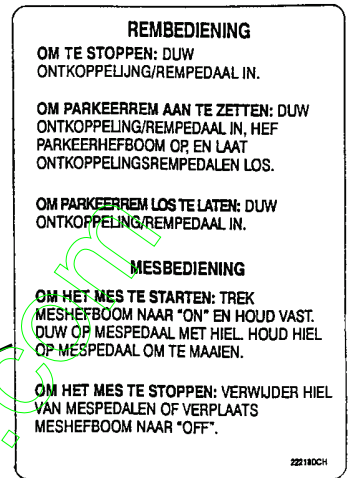 REMBEDIENING
OM TE STOPPEN: DUW
ONTKOPPELIJNG/REMPEDAAL IN.
OM PARKEERREM AAN TE ZETTEN: DUW
ONTKOPPELING/REMPEDAAL IN, HEF
PARKEERHEFBOOM OP, EN LAAT
ONTKOPPELINGSREMPEDALEN LOS.
OM PARKEERREM LOS TE LATEN: DUW
ONTKOPPELING/REMPEDAAL IN.
MESBEDIENING
OM HET MES TE STARTEN: TREK
MESHEFBOOM NAAR "ON" EN HOUD VAST.
DUW OP MESPEDAAL MET HIEL. HOUD HIEL
OP MESPEDAAL OM TE MAAIEN.
OM HET MES TE STOPPEN: VERWIJDER HIEL
VAN MESPEDALEN OF VERPLAATS
MESHEFBOOM NAAR "OFF".
22218DCH
.com